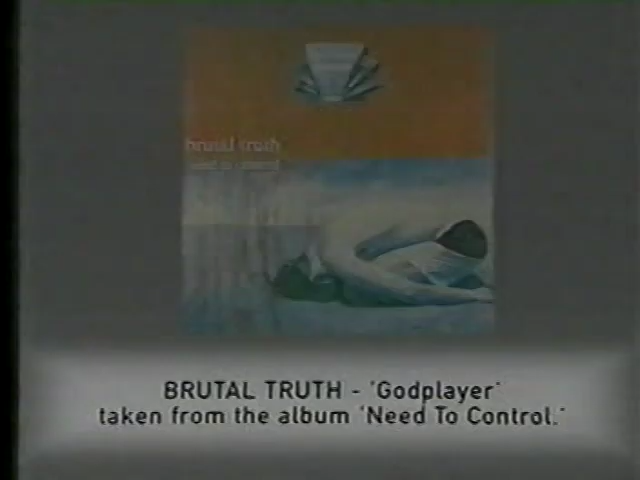 brutal truth
need to control
BRUTAL TRUTH - 'Godplayer'
taken from the album 'Need To Control.'